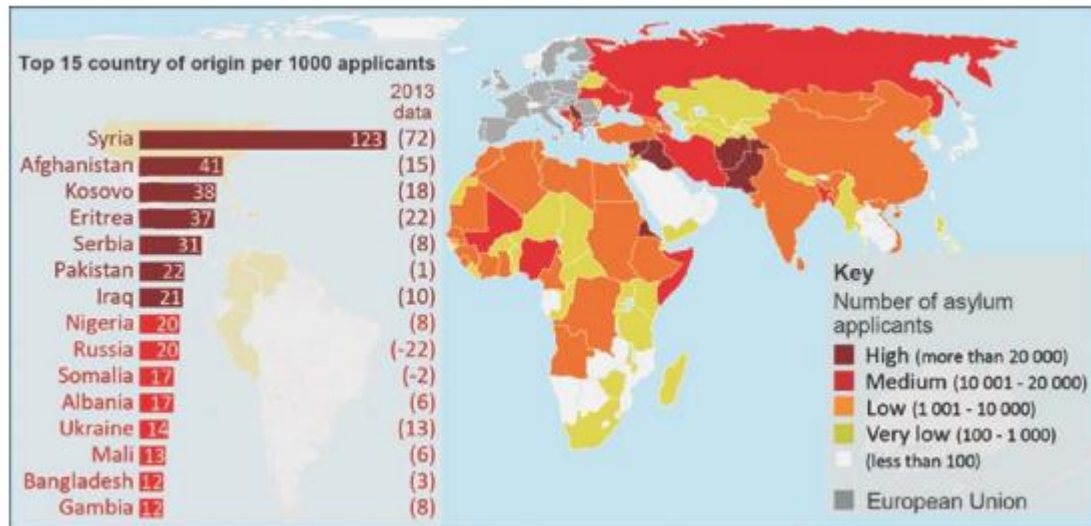 Top 15 country of origin per 1000 applicants
2013
data
Syria 123 (72)
Afghanistan 41 (15)
Kosovo 38 (18)
Eritrea 37 (22)
Serbia 31 (8)
Pakistan 22 (1)
Iraq 21 (10)
Nigeria 20 (8)
Russia 20 (-22)
Somalia 17 (-2)
Albania 17 (6)
Ukraine 14 (13)
Mali 13 (6)
Bangladesh 12 (3)
Gambia 12 (8)
Key
Number of asylum
applicants
High (more than 20 000)
Medium (10 001 - 20 000)
Low (1 001 - 10 000)
Very low (100 - 1 000)
(less than 100)
European Union